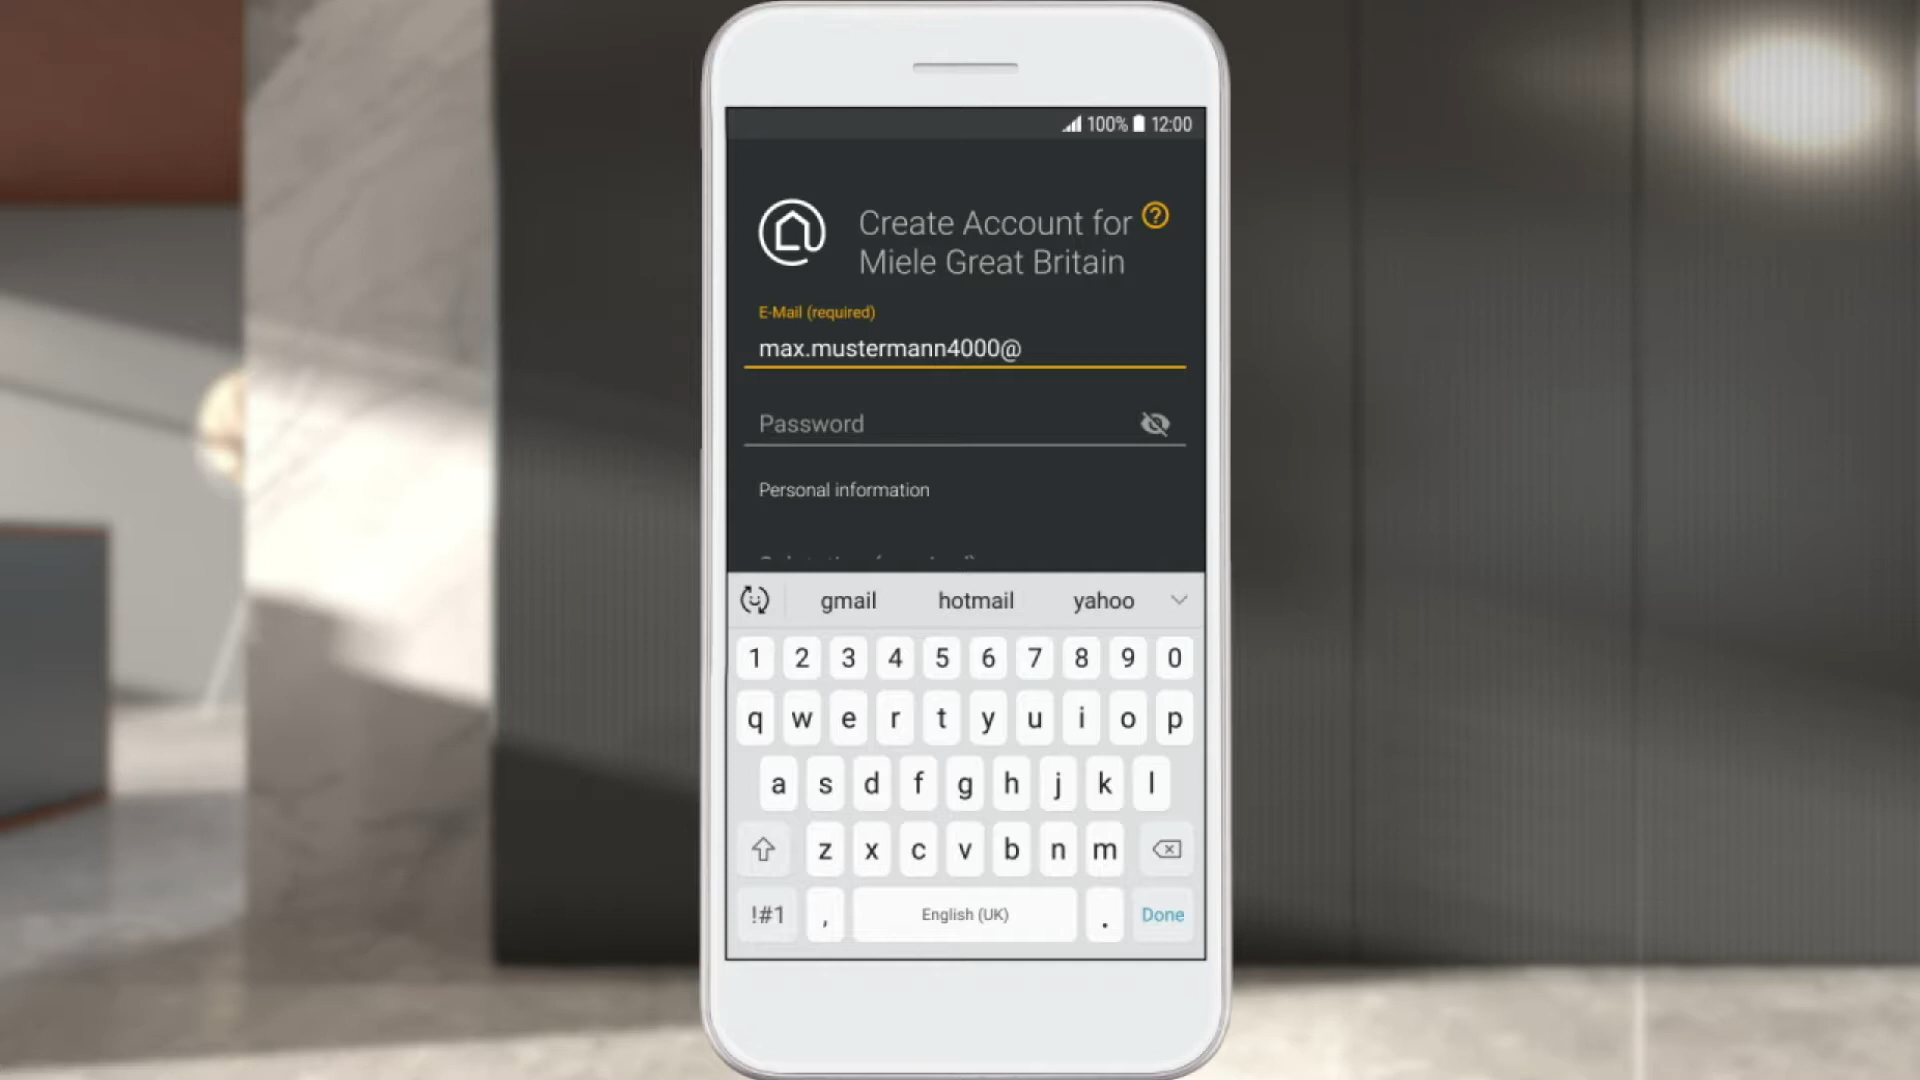 100% 12:00
Create Account for
Miele Great Britain
E-Mail (required)
max.mustermann4000@
Password
Personal information
gmail hotmail yahoo
1 2 3 4 5 6 7 8 9 0
q w e r t y u i o p
a s d f g h j k l
z x c v b n m
!#1 , English (UK) . Done